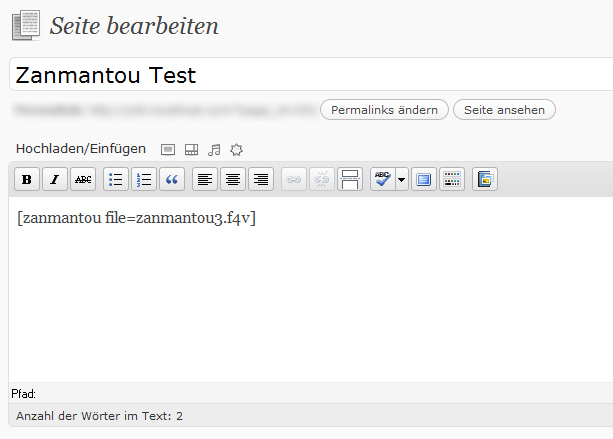 Seite bearbeiten
Zanmantou Test
Permalinks ändern Seite ansehen
Hochladen/Einfügen
B I ABC ABC
[zanmantou file=zanmantou3.f4v]
Pfad:
Anzahl der Wörter im Text: 2